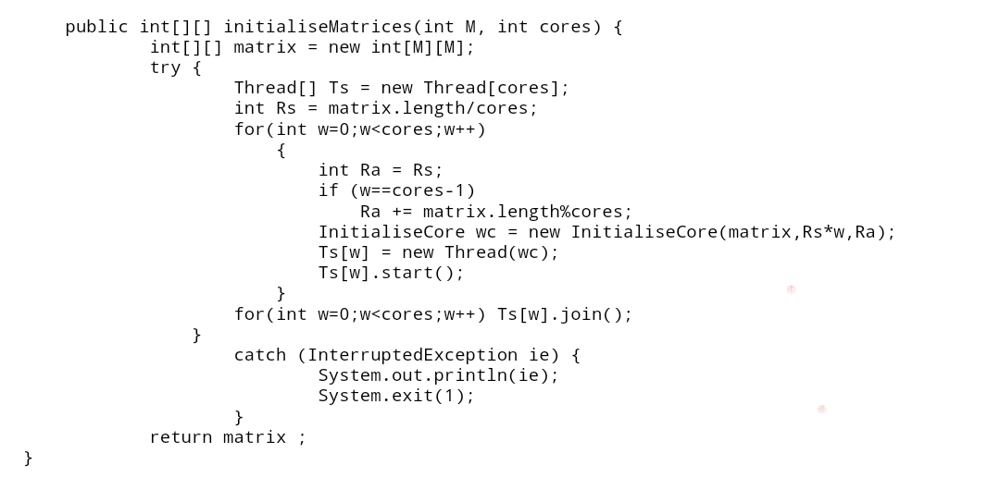 public int[][] initialiseMatrices(int M, int cores) {
int[][] matrix = new int[M][M];
try {
Thread[] Ts = new Thread[cores];
int Rs = matrix.length/cores;
for(int w=0;w<cores;w++)
{
int Ra = Rs;
if (w==cores-1)
Ra += matrix.length%cores;
InitialiseCore wc = new InitialiseCore(matrix,Rs*w,Ra);
Ts[w] = new Thread(wc);
Ts[w].start();
}
for(int w=0;w<cores;w++) Ts[w].join();
}
catch (InterruptedException ie) {
System.out.println(ie);
System.exit(1);
}
return matrix ;
}